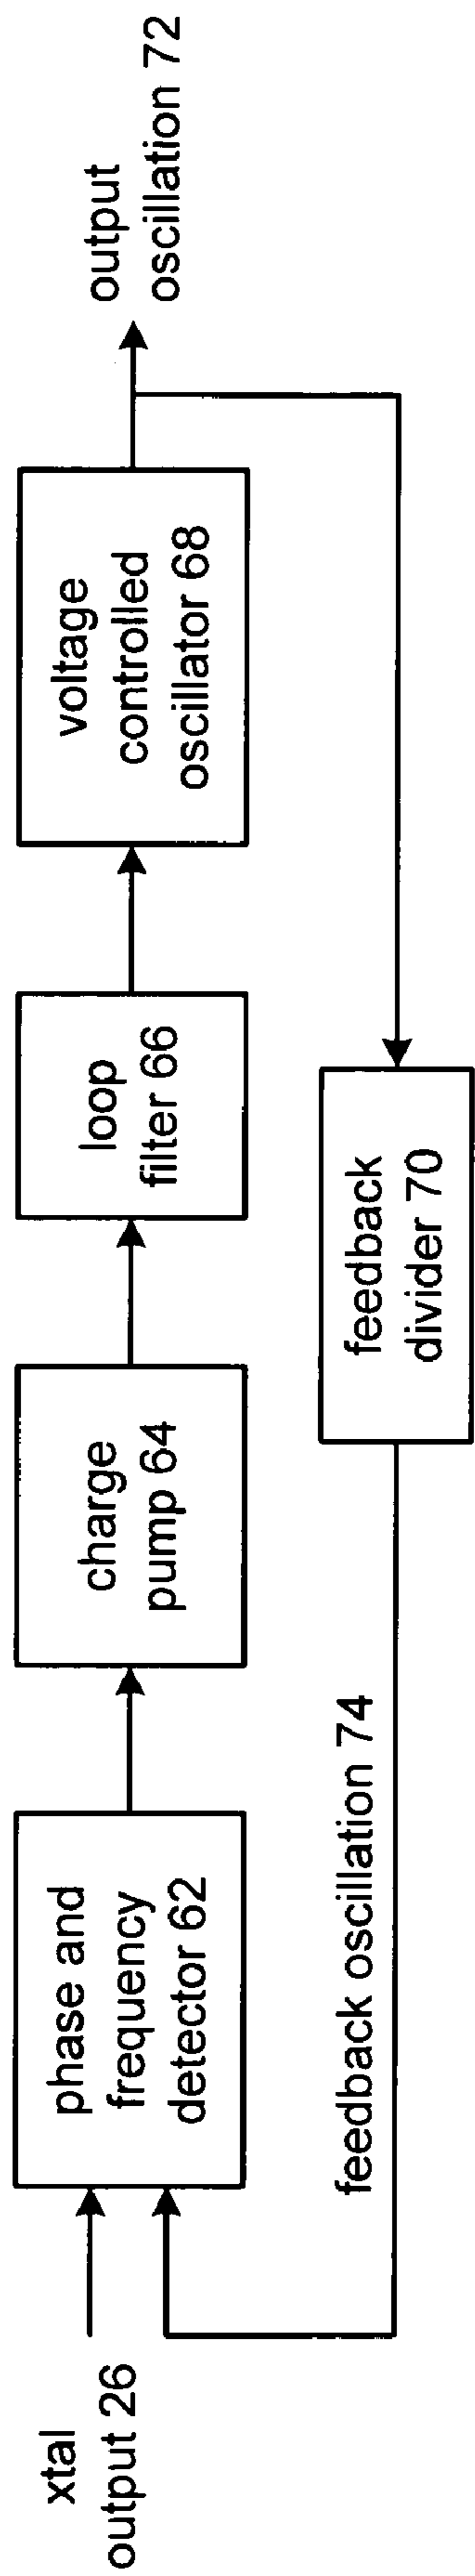 xtal
output 26
phase and
frequency
detector 62
charge
pump 64
loop
filter 66
voltage
controlled
oscillator 68
output
oscillation 72
feedback oscillation 74
feedback
divider 70